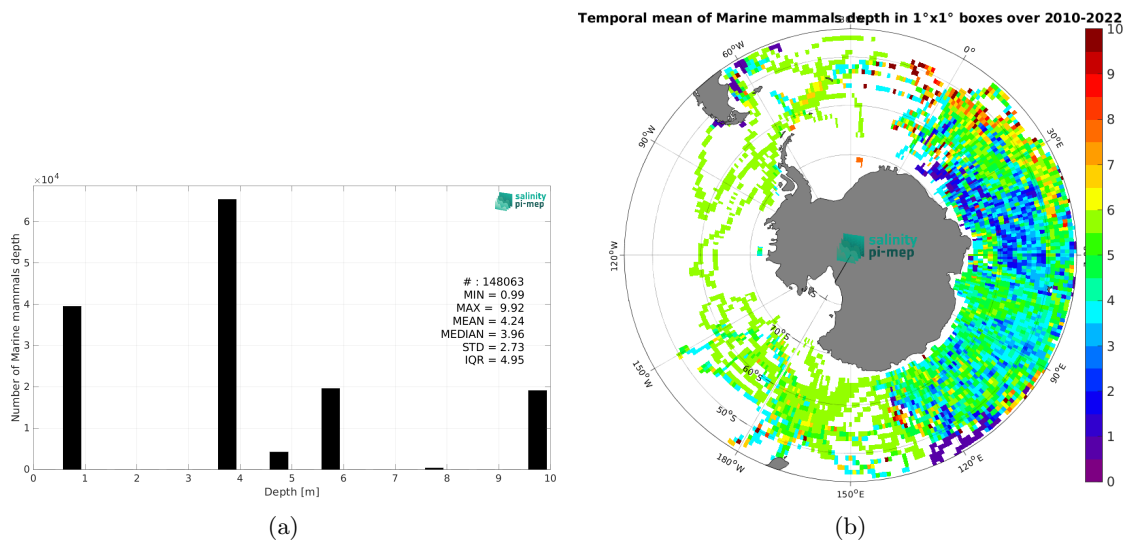 ×10⁴
6
5
4
3
2
1
0
Number of Marine mammals depth
0 1 2 3 4 5 6 7 8 9 10
Depth [m]
salinity
pi-mep
# : 148063
MIN = 0.99
MAX = 9.92
MEAN = 4.24
MEDIAN = 3.96
STD = 2.73
IQR = 4.95
(a)
Temporal mean of Marine mammals depth in 1°x1° boxes over 2010-2022
0°
30°E
90°E
120°E
150°E
180°W
150°W
120°W
90°W
60°W
70°S
60°S
50°S
salinity
pi-mep
10
9
8
7
6
5
4
3
2
1
0
(b)